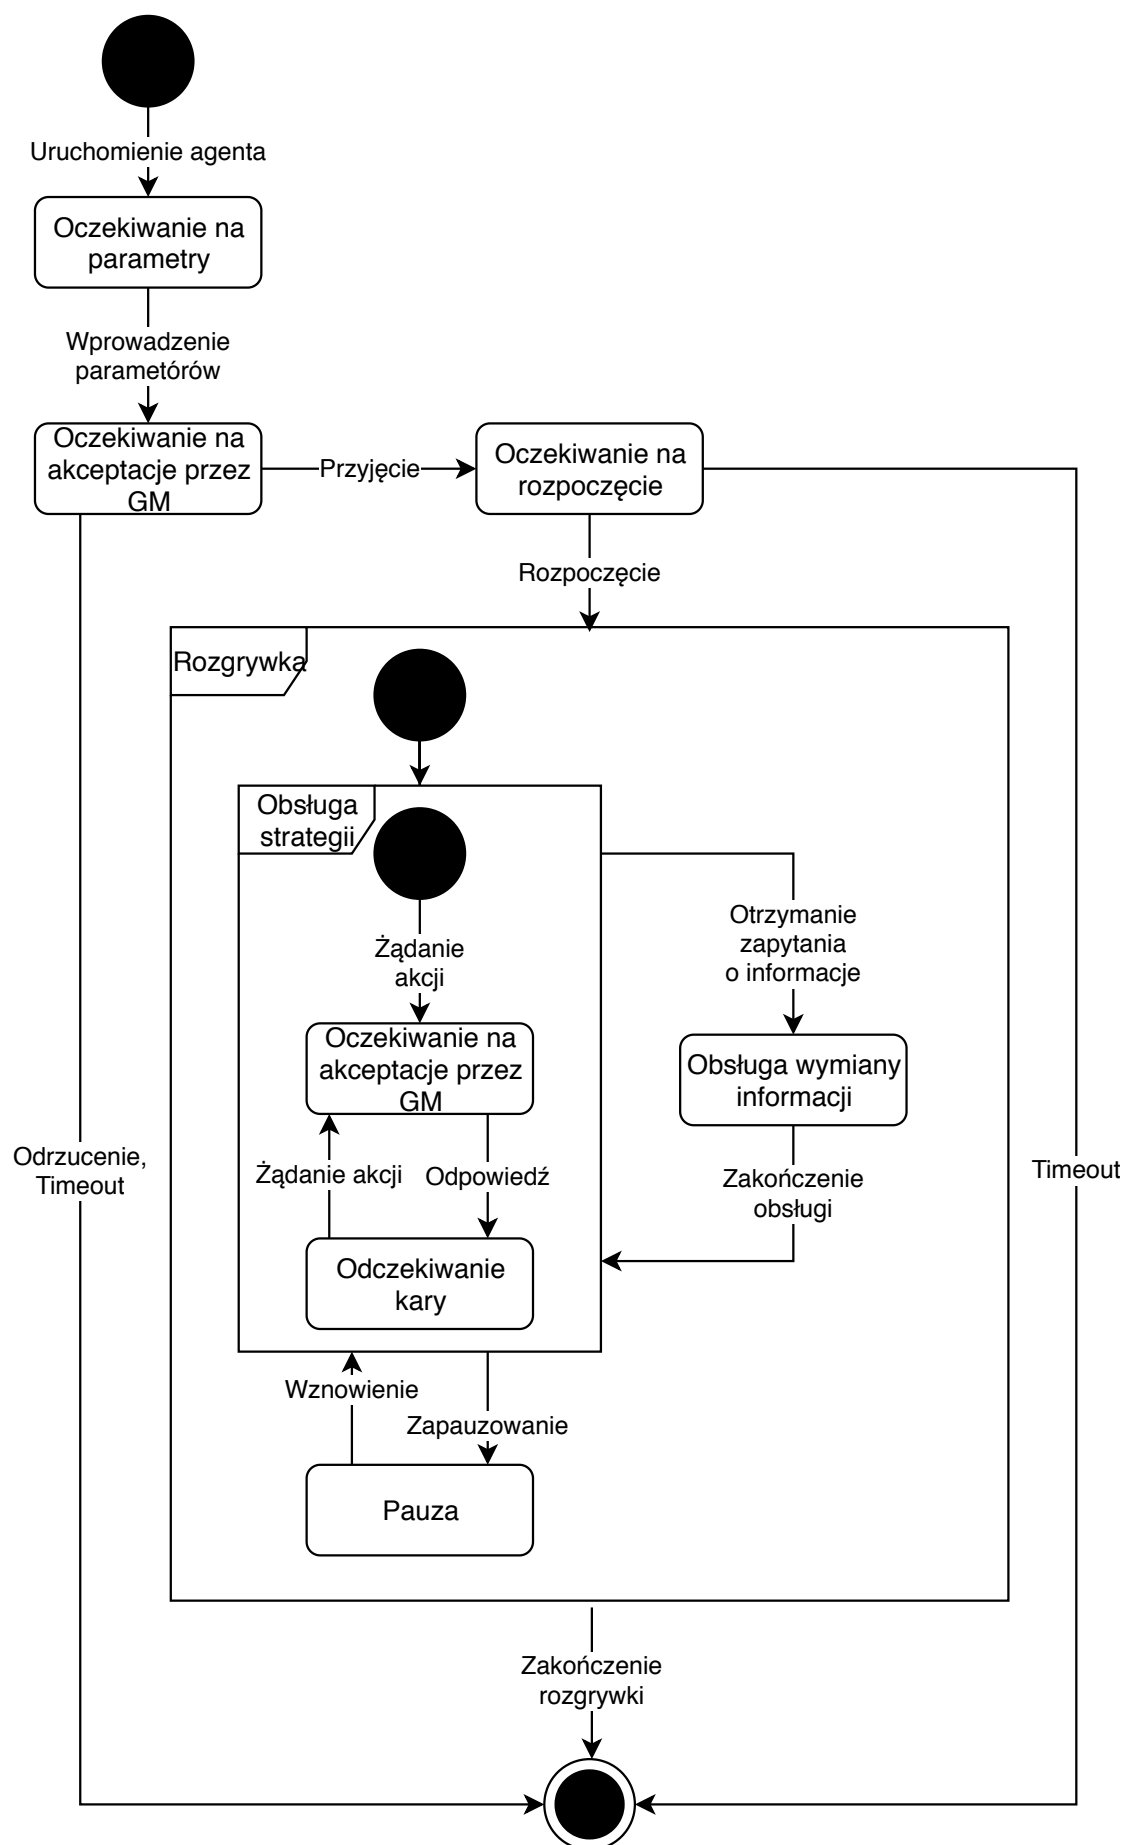 Uruchomienie agenta
Oczekiwanie na
parametry
Wprowadzenie
parametórów
Oczekiwanie na
akceptacje przez
GM
Przyjęcie
Oczekiwanie na
rozpoczęcie
Rozpoczęcie
Rozgrywka
Obsługa
strategii
Żądanie
akcji
Otrzymanie
zapytania
o informacje
Oczekiwanie na
akceptacje przez
GM
Obsługa wymiany
informacji
Odrzucenie,
Timeout
Żądanie akcji
Odpowiedź
Zakończenie
obsługi
Timeout
Odczekiwanie
kary
Wznowienie
Zapauzowanie
Pauza
Zakończenie
rozgrywki